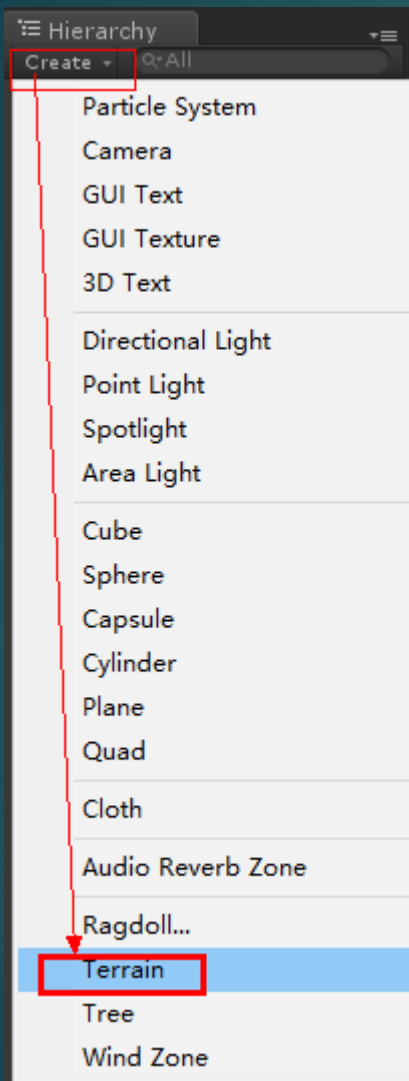 Hierarchy
Create All
Particle System
Camera
GUI Text
GUI Texture
3D Text
Directional Light
Point Light
Spotlight
Area Light
Cube
Sphere
Capsule
Cylinder
Plane
Quad
Cloth
Audio Reverb Zone
Ragdoll...
Terrain
Tree
Wind Zone